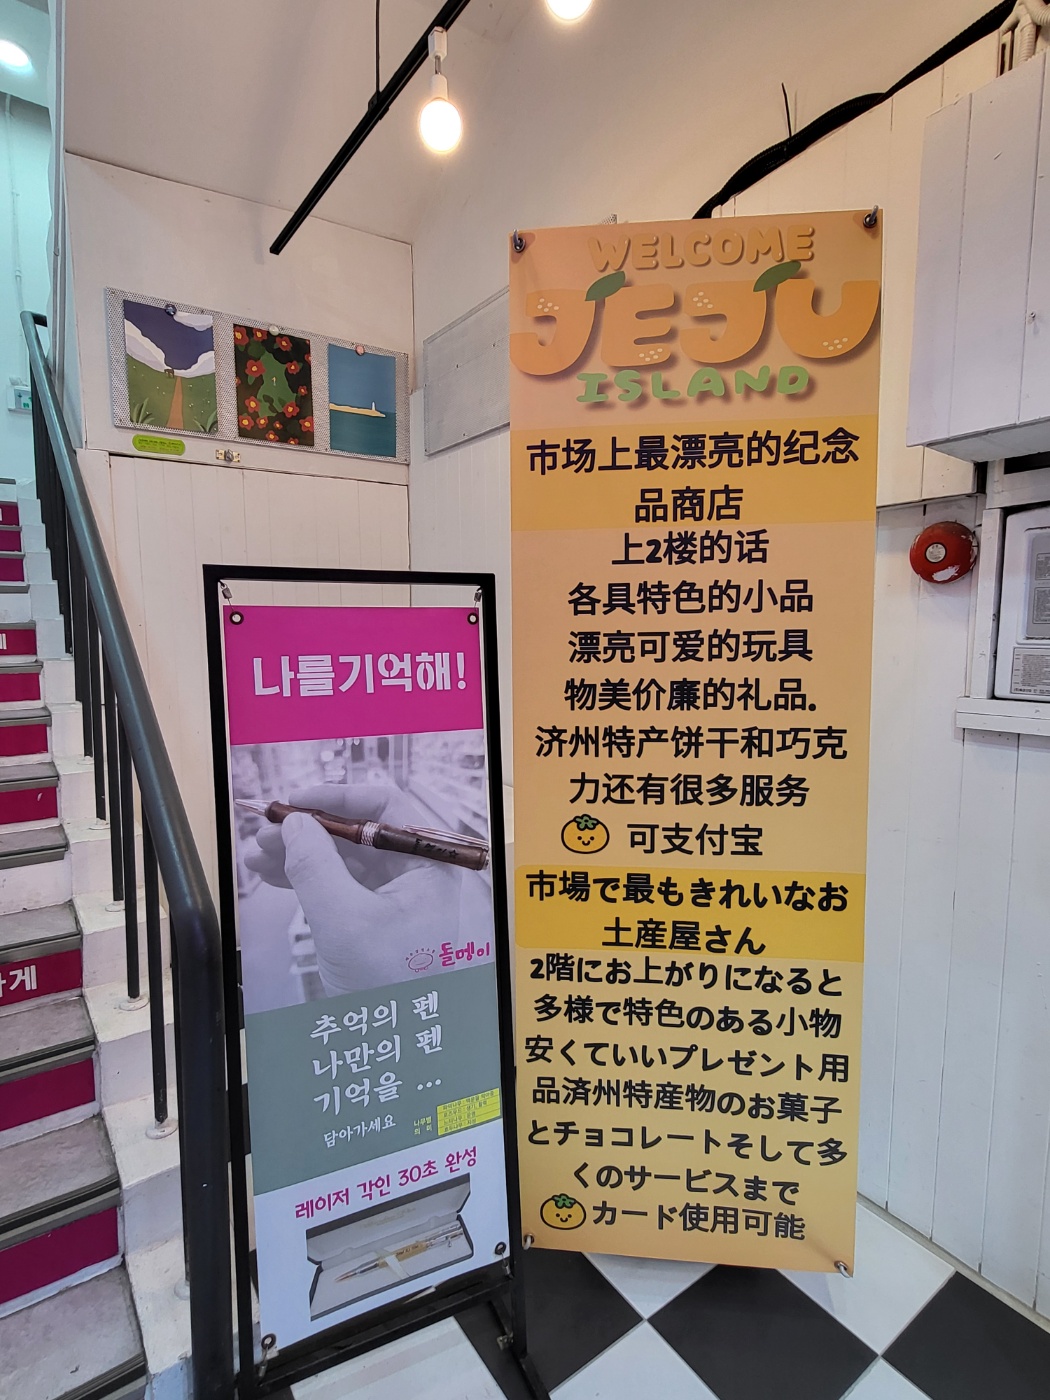 WELCOME
JEJU
ISLAND
市场上最漂亮的纪念
品商店
上2楼的话
各具特色的小品
漂亮可爱的玩具
物美价廉的礼品.
济州特产饼干和巧克
力还有很多服务
可支付宝
市場で最もきれいなお
土産屋さん
2階にお上がりになると
多様で特色のある小物
安くていいプレゼント用
品済州特産物のお菓子
とチョコレートそして多
くのサービスまで
カード使用可能
나를기억해!
돌멩이
추억의 펜
나만의 펜
기억을 ...
담아가세요
나무별
의미
레이저 각인 30초 완성
하게